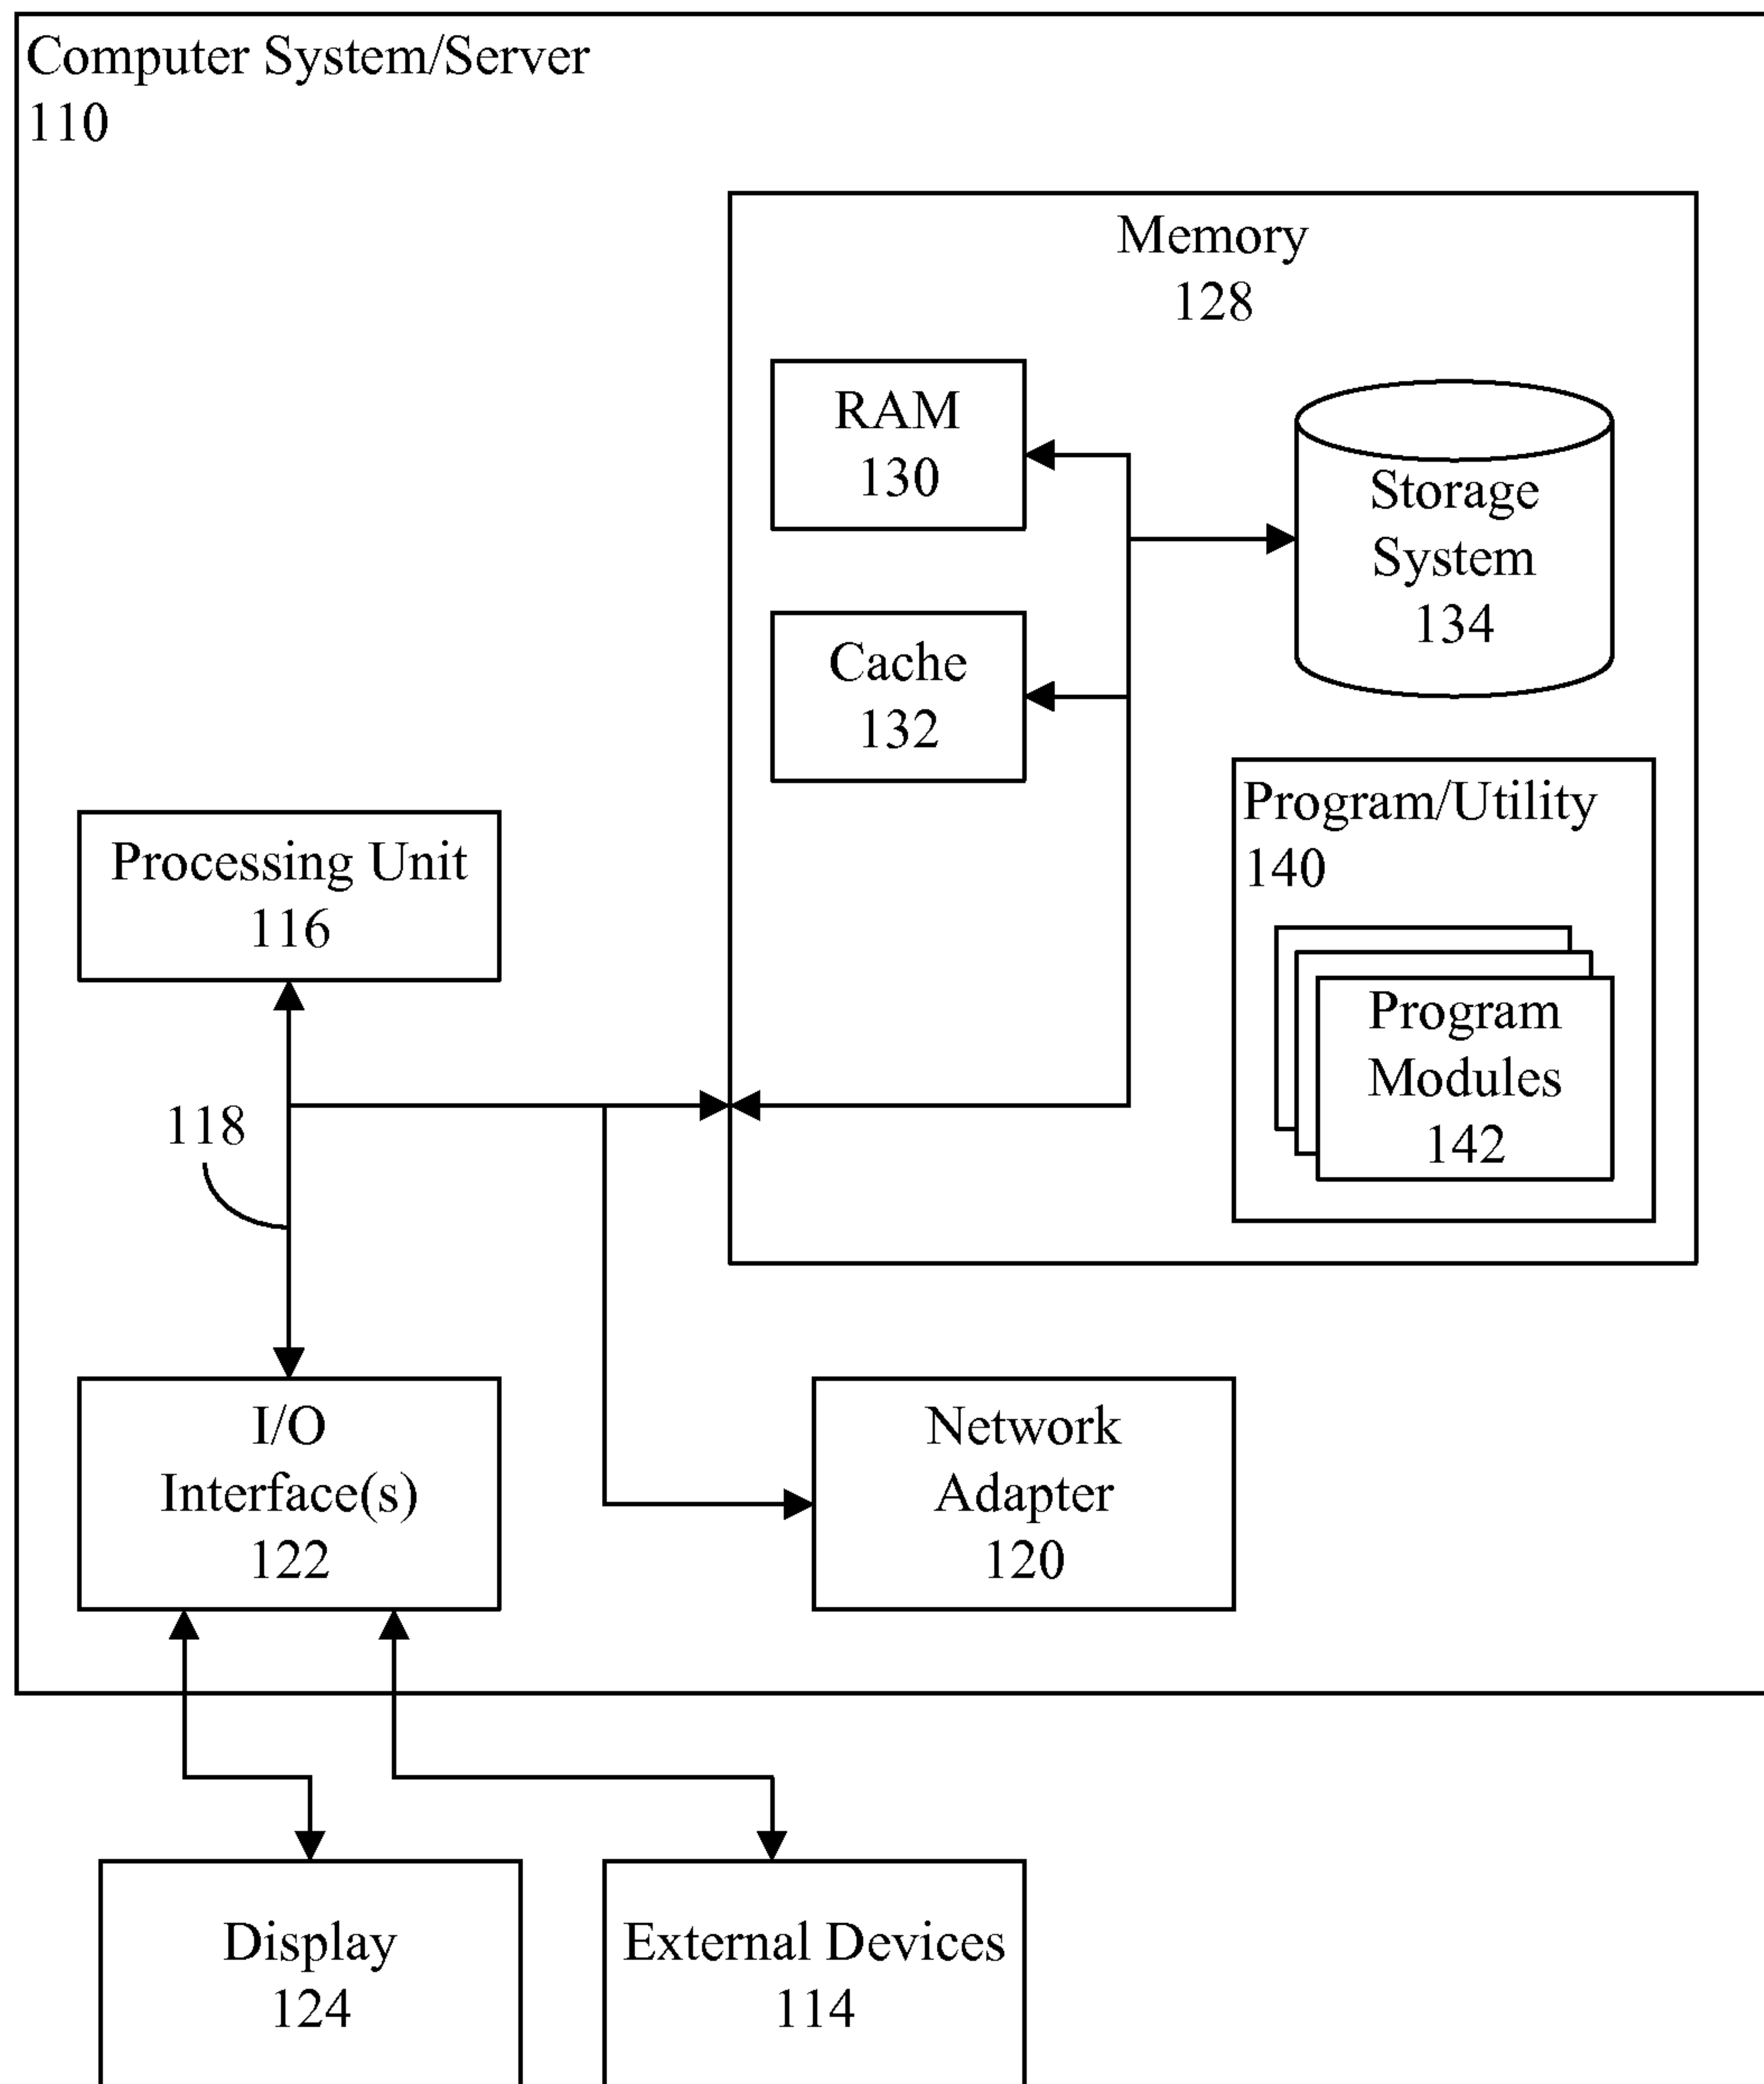 Computer System/Server
110
Memory
128
RAM
130
Storage
System
134
Cache
132
Program/Utility
140
Processing Unit
116
Program
Modules
142
118
I/O
Interface(s)
122
Network
Adapter
120
Display
124
External Devices
114